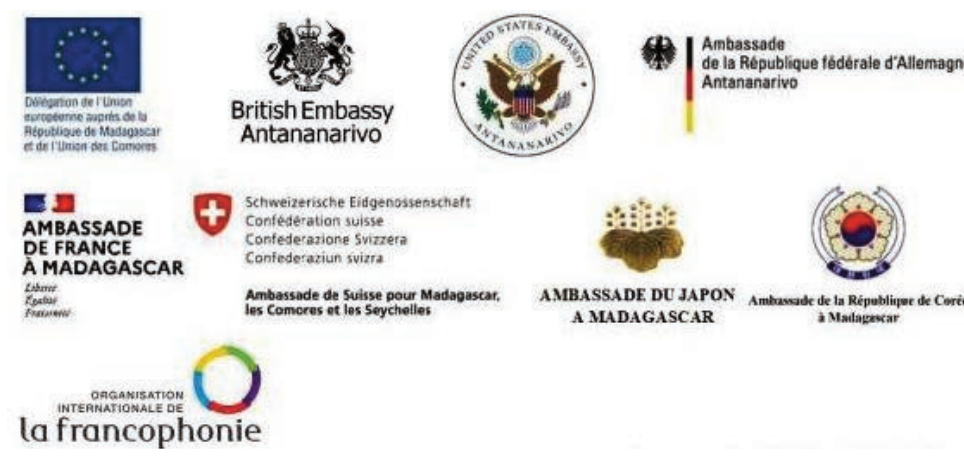 Délégation de l'Union
européenne auprès de la
République de Madagascar
et de l'Union des Comores
British Embassy
Antananarivo
UNITED STATES EMBASSY
ANTANANARIVO
Ambassade
de la République fédérale d'Allemagn
Antananarivo
AMBASSADE
DE FRANCE
À MADAGASCAR
Liberté
Égalité
Fraternité
Schweizerische Eidgenossenschaft
Confédération suisse
Confederazione Svizzera
Confederaziun svizra
Ambassade de Suisse pour Madagascar,
les Comores et les Seychelles
AMBASSADE DU JAPON
A MADAGASCAR
Ambassade de la République de Coré
à Madagascar
ORGANISATION
INTERNATIONALE DE
la francophonie